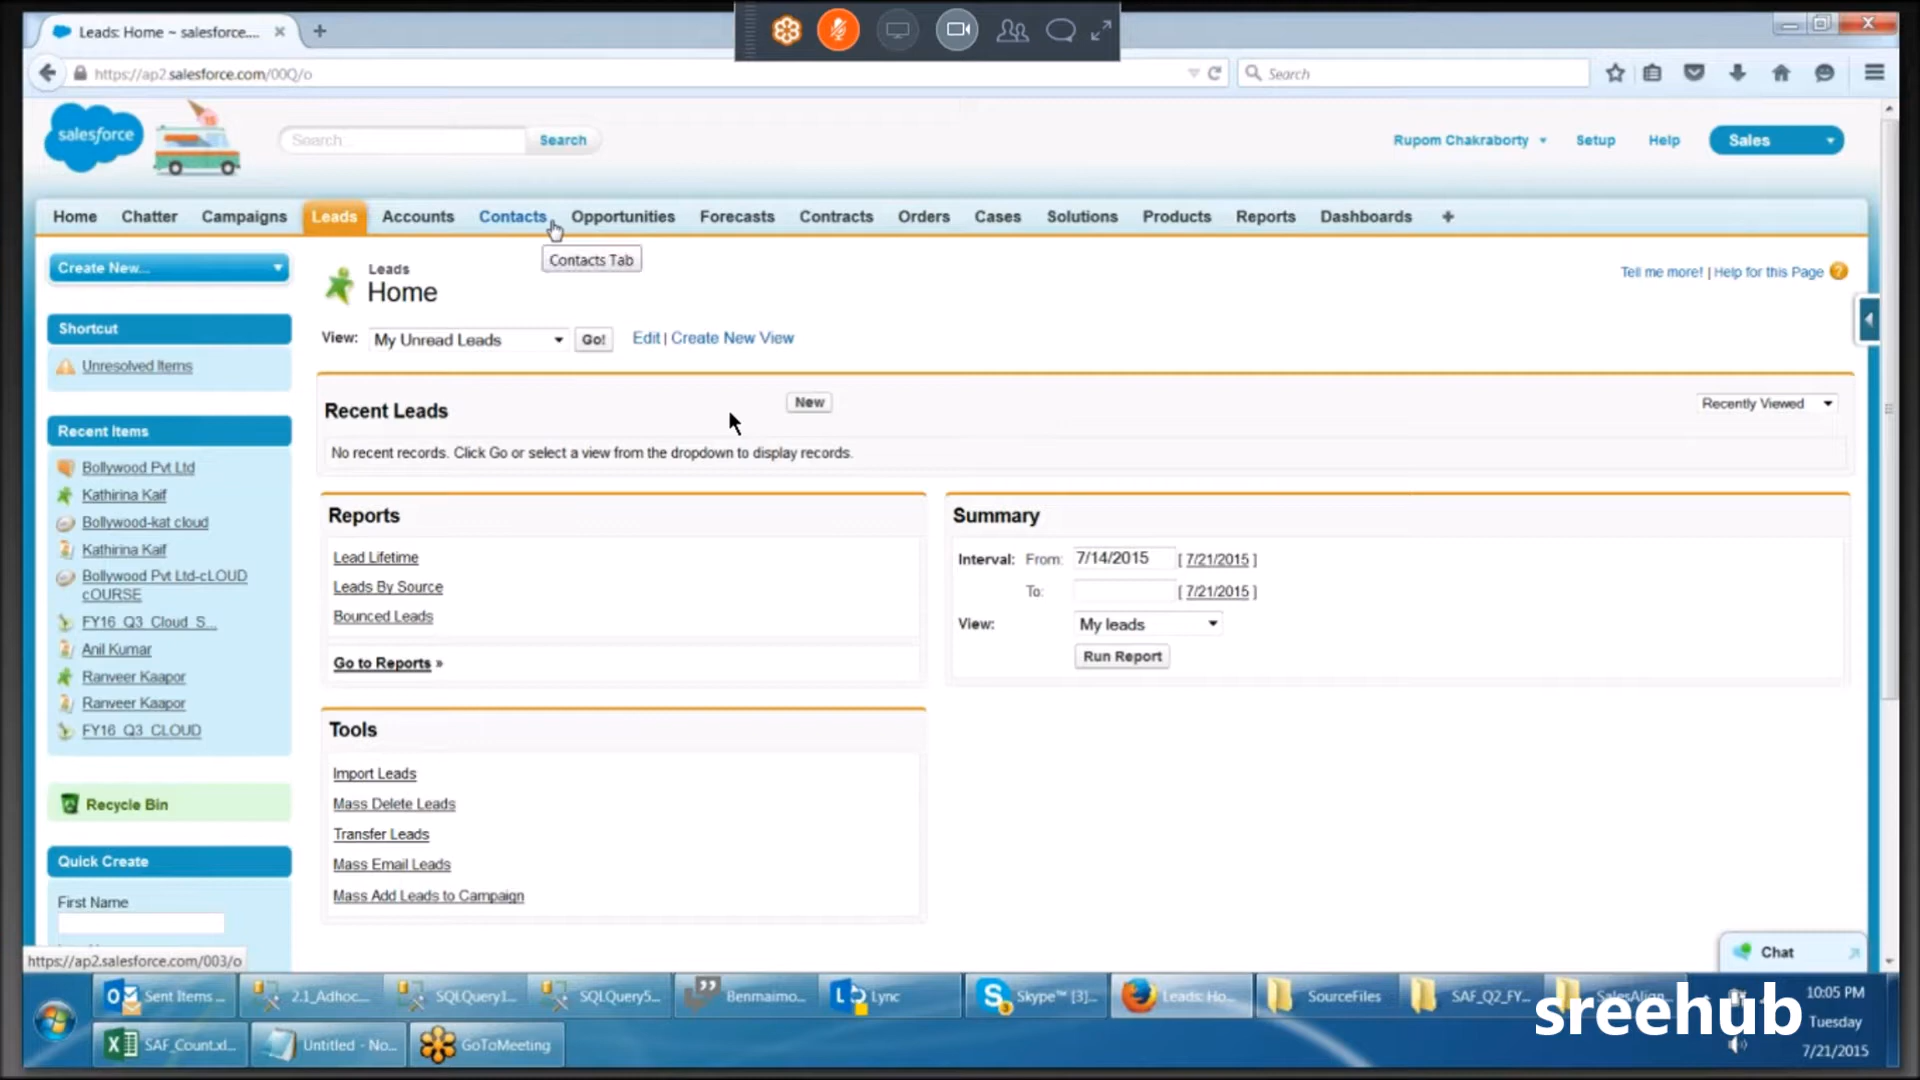 Leads: Home ~ salesforce....
https://ap2.salesforce.com/00Q/o
Search
salesforce
Search...
Search
Rupom Chakraborty
Setup
Help
Sales
Home
Chatter
Campaigns
Leads
Accounts
Contacts
Opportunities
Forecasts
Contracts
Orders
Cases
Solutions
Products
Reports
Dashboards
+
Contacts Tab
Create New...
Shortcut
Unresolved Items
Recent Items
Bollywood Pvt Ltd
Kathirina Kaif
Bollywood-kat cloud
Kathirina Kaif
Bollywood Pvt Ltd-cLOUD
cOURSE
FY16_Q3_Cloud_S...
Anil Kumar
Ranveer Kaapor
Ranveer Kaapor
FY16_Q3_CLOUD
Recycle Bin
Quick Create
First Name
https://ap2.salesforce.com/003/o
Leads
Home
Tell me more! | Help for this Page
View:
My Unread Leads
Go!
Edit | Create New View
Recent Leads
New
Recently Viewed
No recent records. Click Go or select a view from the dropdown to display records.
Reports
Lead Lifetime
Leads By Source
Bounced Leads
Go to Reports »
Summary
Interval: From: 7/14/2015 [ 7/21/2015 ]
To: [ 7/21/2015 ]
View: My leads
Run Report
Tools
Import Leads
Mass Delete Leads
Transfer Leads
Mass Email Leads
Mass Add Leads to Campaign
Chat
Sent Items ...
2.1_Adhoc...
SQLQuery1...
SQLQuery5...
Benmaimo...
Lync
Skype™ [3]...
Leads: Ho...
SourceFiles
SAF_Q2_FY...
SalesAlign...
SAF_Count.xl...
Untitled - No...
GoToMeeting
sreehub
10:05 PM
Tuesday
7/21/2015